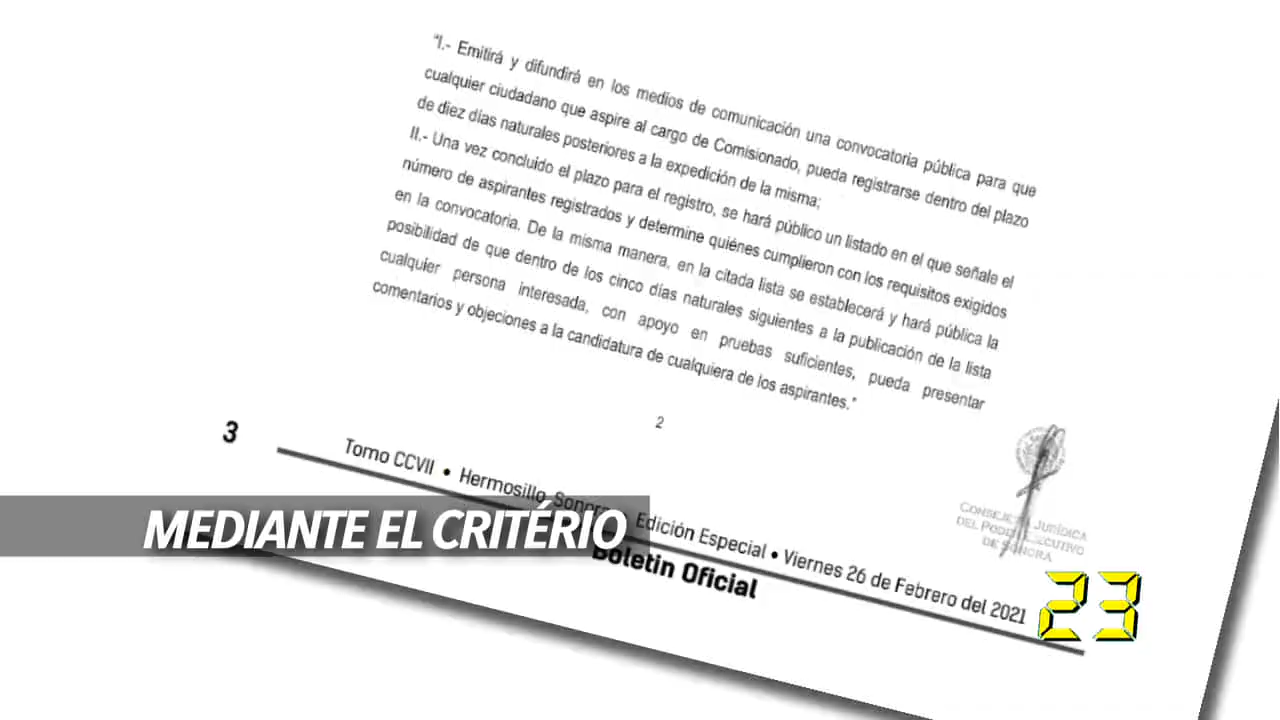 "I.- Emitirá y difundirá en los medios de comunicación una convocatoria pública para que
cualquier ciudadano que aspire al cargo de Comisionado, pueda registrarse dentro del plazo
de diez días naturales posteriores a la expedición de la misma;
II.- Una vez concluido el plazo para el registro, se hará público un listado en el que señale el
número de aspirantes registrados y determine quiénes cumplieron con los requisitos exigidos
en la convocatoria. De la misma manera, en la citada lista se establecerá y hará pública la
posibilidad de que dentro de los cinco días naturales siguientes a la publicación de la lista
cualquier persona interesada, con apoyo en pruebas suficientes, pueda presentar
comentarios y objeciones a la candidatura de cualquiera de los aspirantes."
2
3
Tomo CCVII • Hermosillo, Sonora Edición Especial • Viernes 26 de Febrero del 2021
Boletín Oficial
CONSEJERÍA JURÍDICA
DEL PODER EJECUTIVO
DE SONORA
MEDIANTE EL CRITÉRIO
23